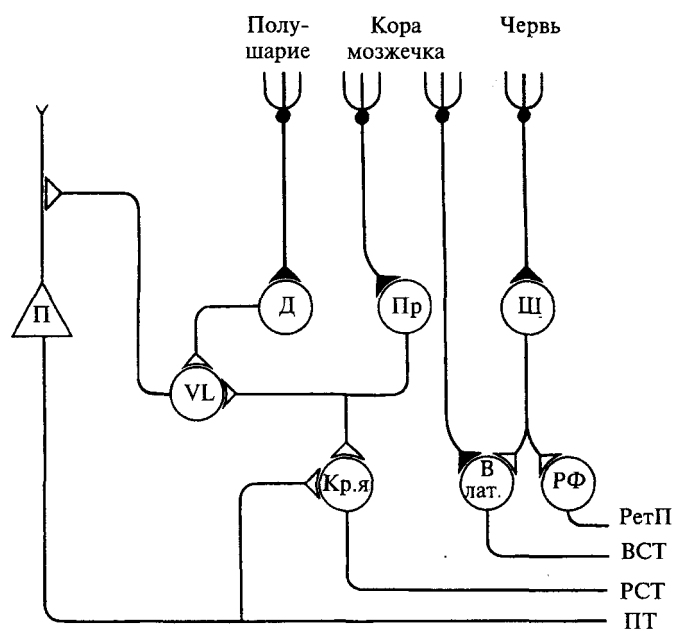 Полу-
шарие
Кора
мозжечка
Червь
П
Д
Пр
Щ
VL
Кр.я
В
лат.
РФ
РетП
ВСТ
РСТ
ПТ